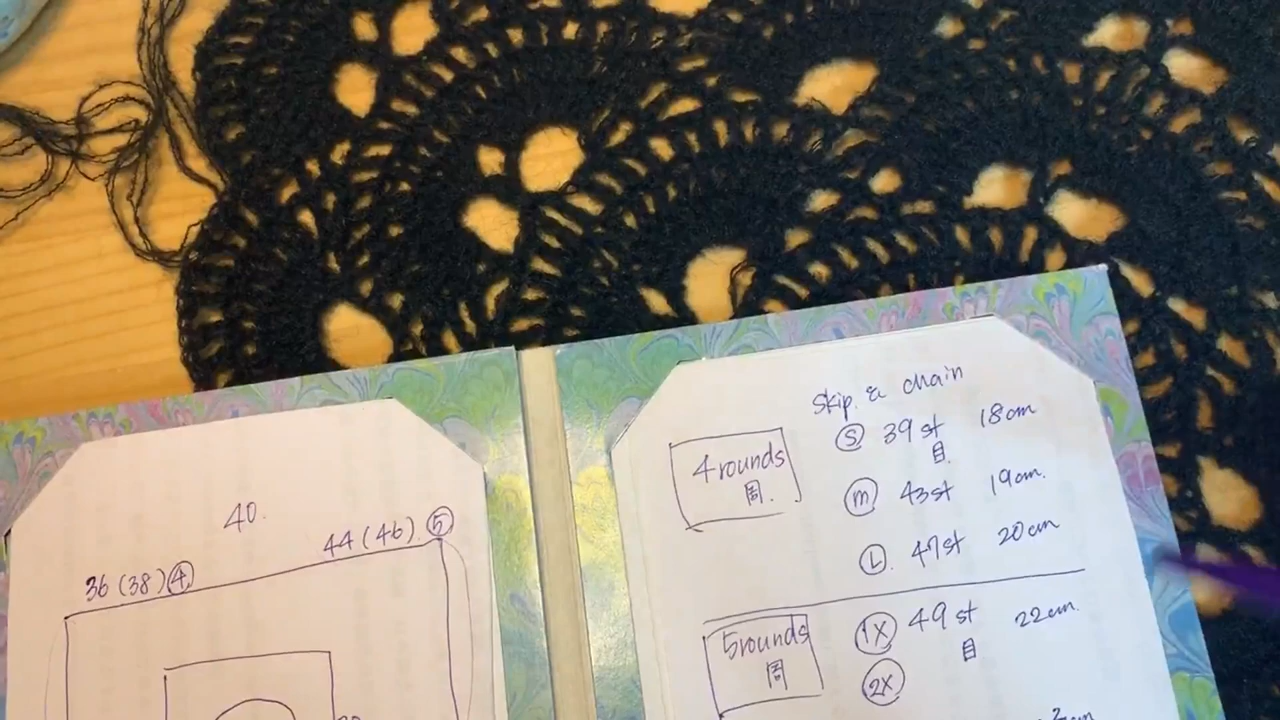 40.
44(46). ⑤
36(38)④
Skip & chain
4rounds
周.
Ⓢ 39st 18cm
目.
ⓜ 43st 19cm.
Ⓛ. 47st 20cm
5rounds
周
1X 49st 22cm.
目
2X